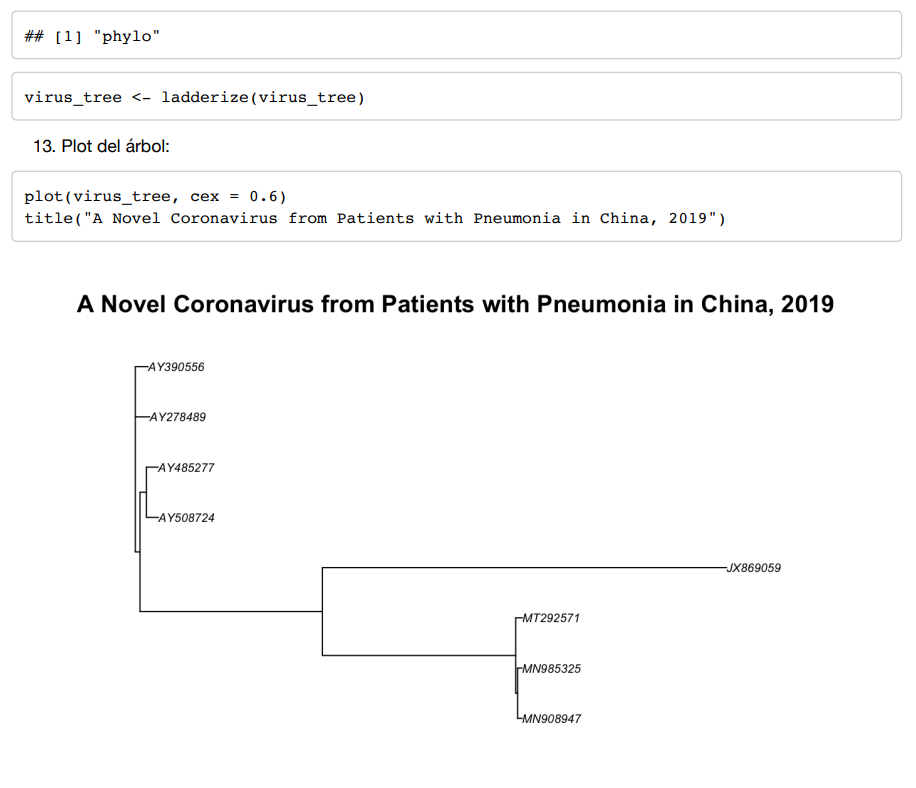 ## [1] "phylo"
virus_tree <- ladderize(virus_tree)
13. Plot del árbol:
plot(virus_tree, cex = 0.6)
title("A Novel Coronavirus from Patients with Pneumonia in China, 2019")
A Novel Coronavirus from Patients with Pneumonia in China, 2019
AY390556
AY278489
AY485277
AY508724
JX869059
MT292571
MN985325
MN908947